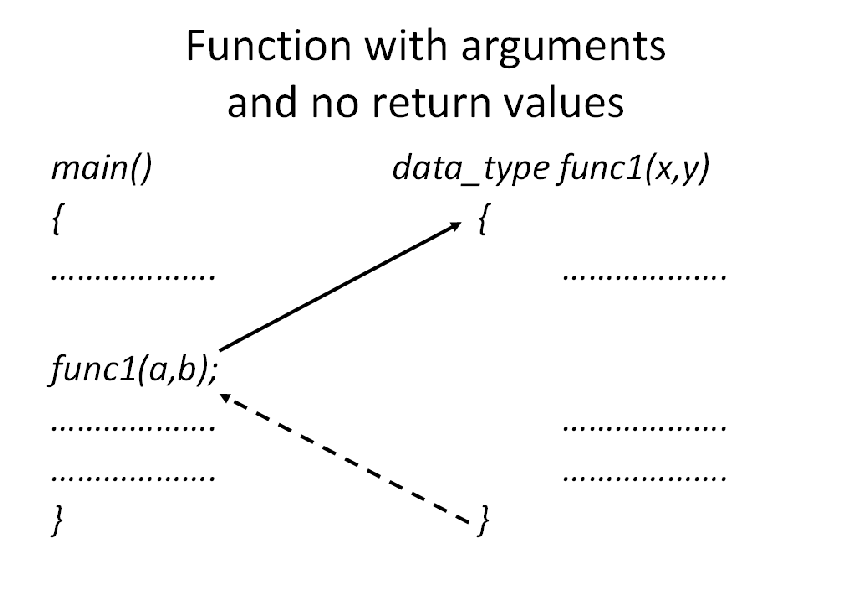 Function with arguments
and no return values
main()
{
....................
func1(a,b);
....................
....................
}
data_type func1(x,y)
{
....................
....................
....................
}